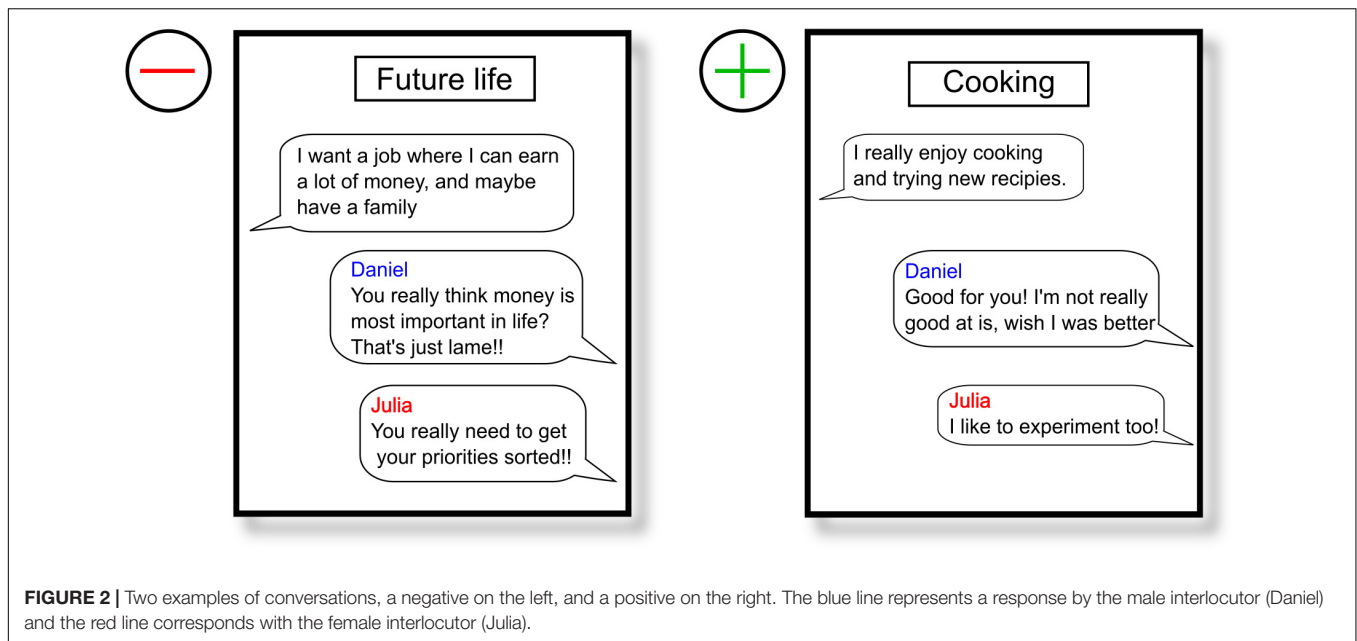 Future life
I want a job where I can earn
a lot of money, and maybe
have a family
Daniel
You really think money is
most important in life?
That's just lame!!
Julia
You really need to get
your priorities sorted!!
Cooking
I really enjoy cooking
and trying new recipies.
Daniel
Good for you! I'm not really
good at is, wish I was better
Julia
I like to experiment too!
FIGURE 2 | Two examples of conversations, a negative on the left, and a positive on the right. The blue line represents a response by the male interlocutor (Daniel)
and the red line corresponds with the female interlocutor (Julia).